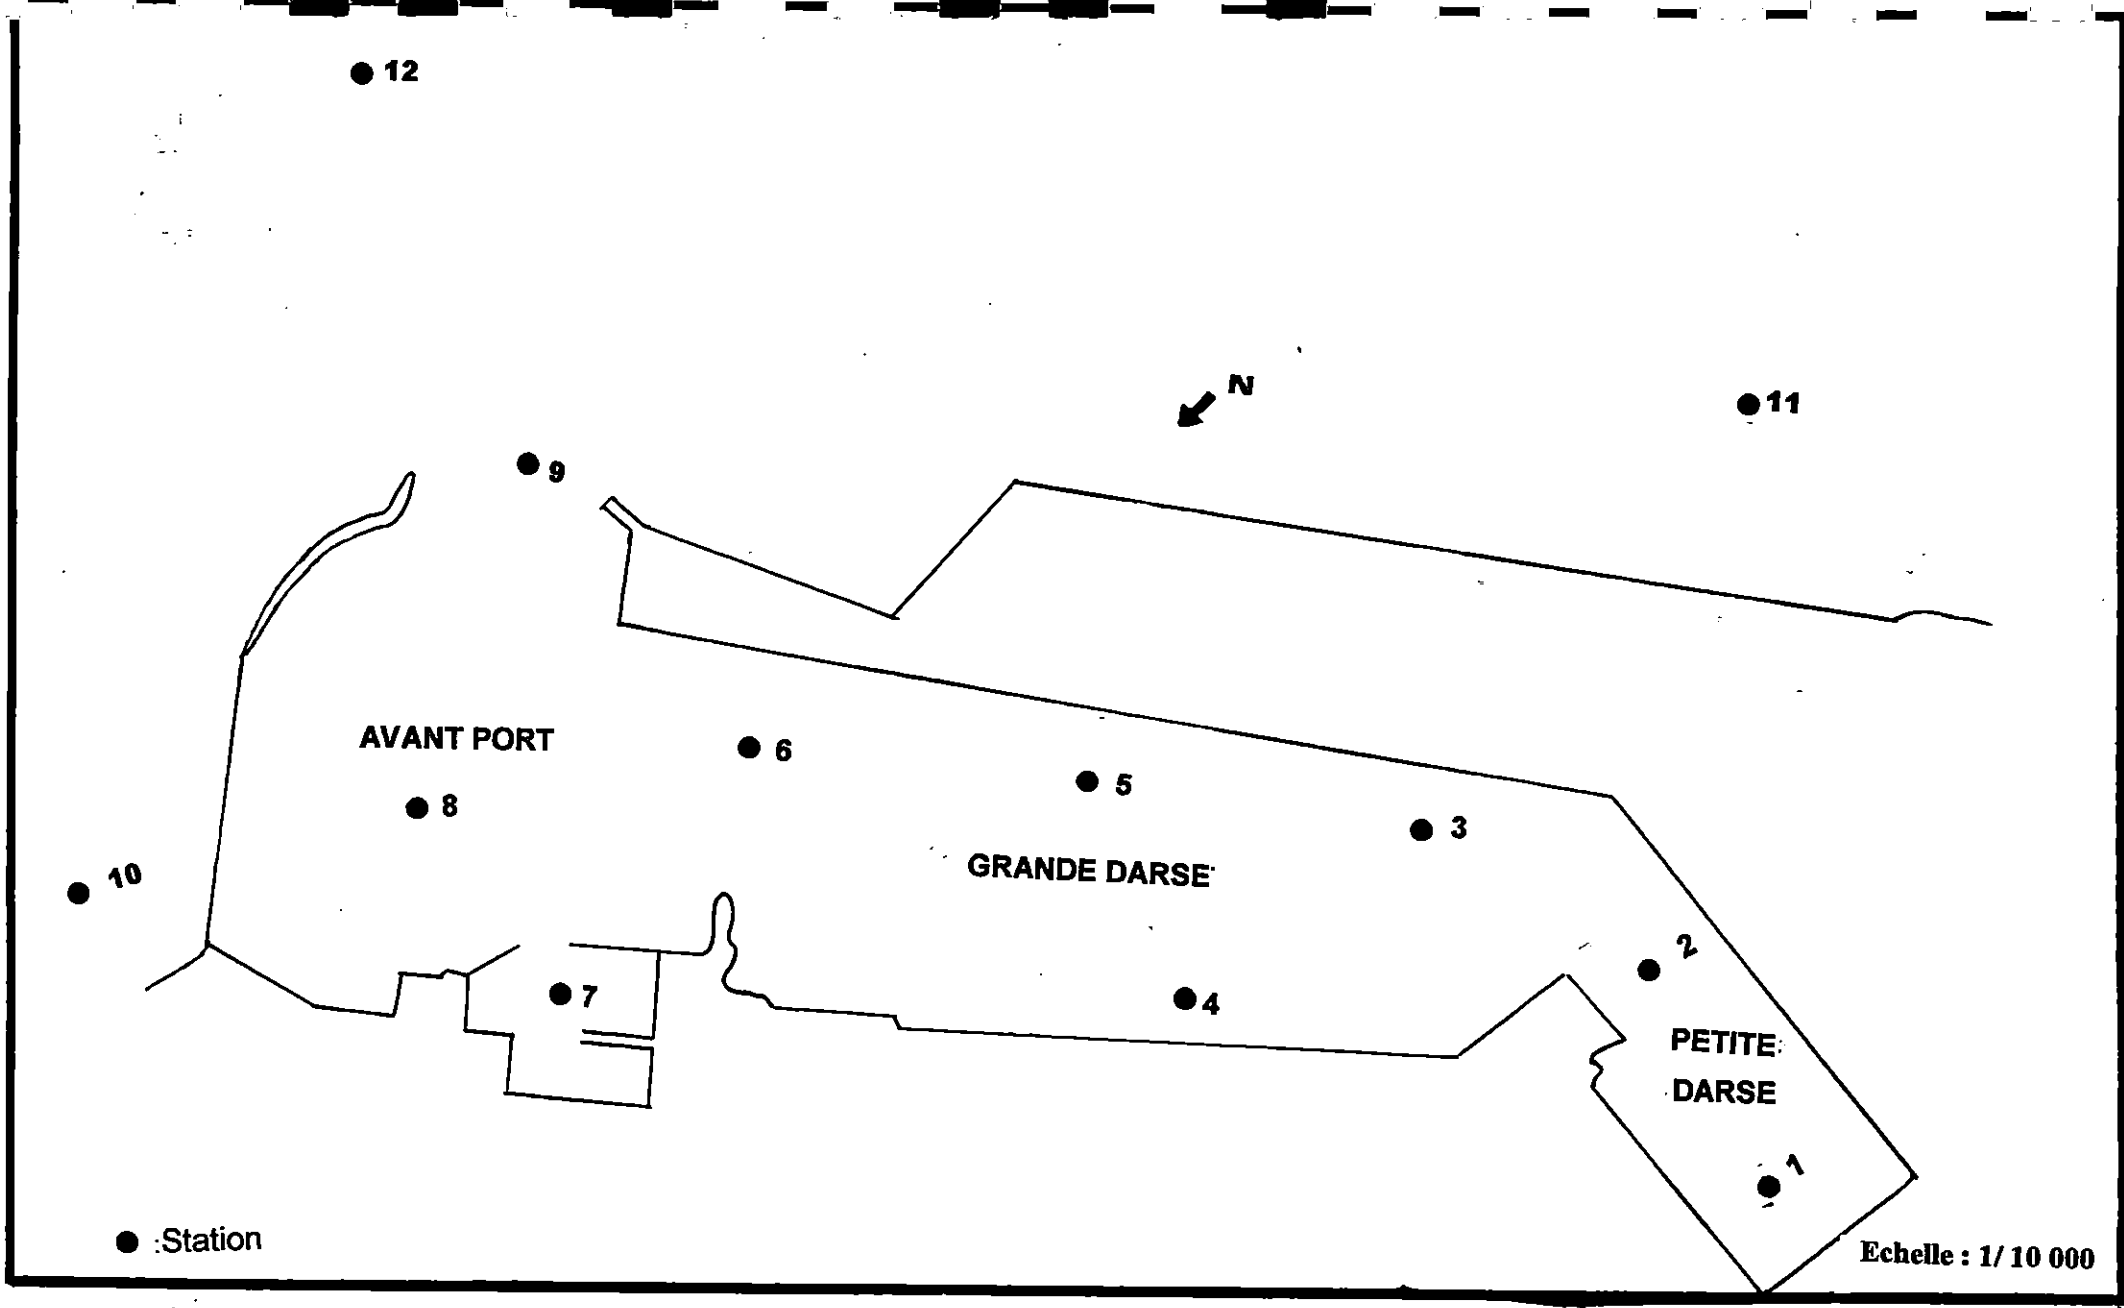 12
N
11
9
AVANT PORT
6
5
8
3
GRANDE DARSE
10
2
7
4
PETITE
DARSE
1
:Station
Echelle : 1/ 10 000